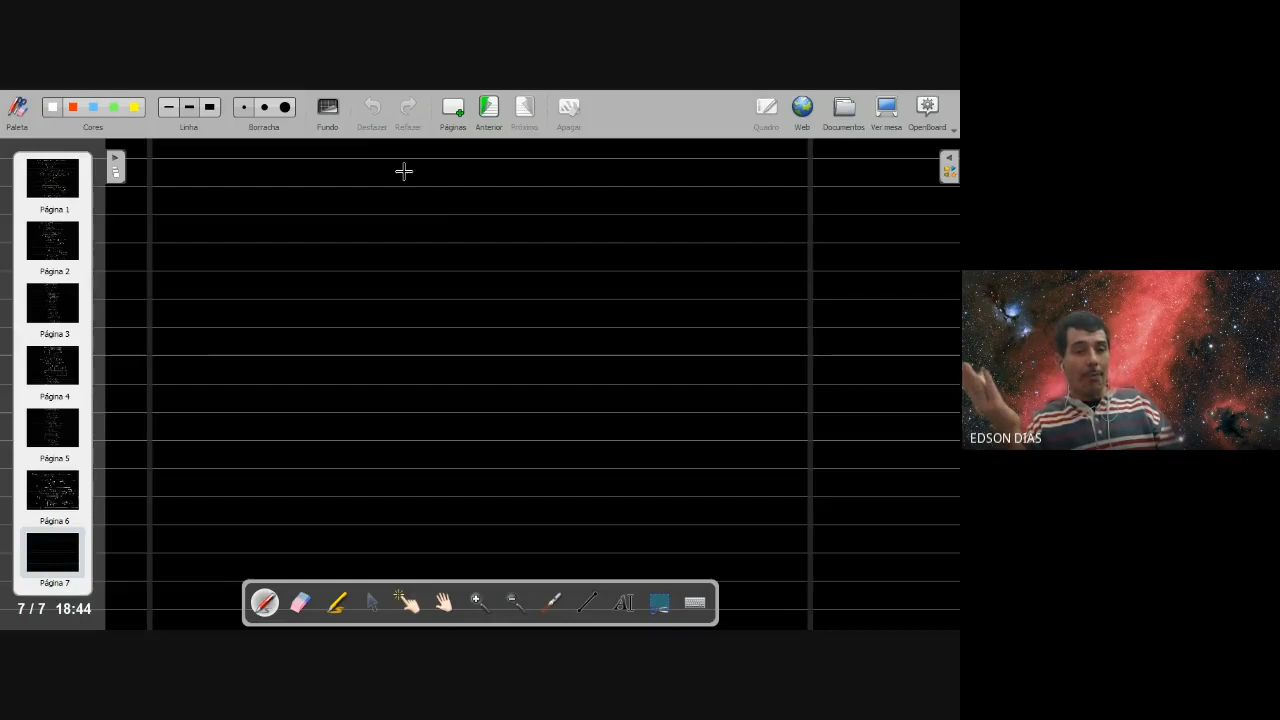 Paleta
Cores
Linha
Borracha
Fundo
Desfazer
Refazer
Páginas
Anterior
Próximo
Apagar
Quadro
Web
Documentos
Ver mesa
OpenBoard
Página 1
Página 2
Página 3
Página 4
Página 5
Página 6
Página 7
7 / 7 18:44
AI
EDSON DIAS